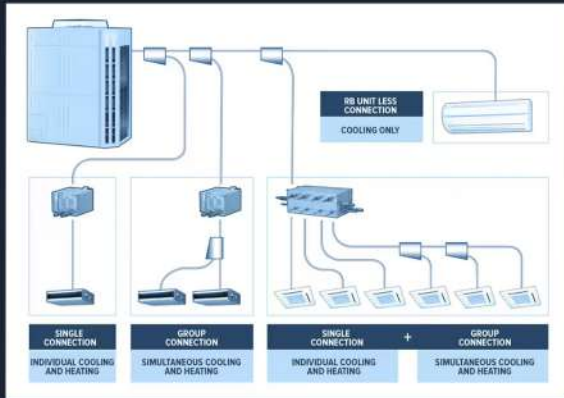 RB UNIT LESS
CONNECTION
COOLING ONLY
SINGLE
CONNECTION
INDIVIDUAL COOLING
AND HEATING
GROUP
CONNECTION
SIMULTANEOUS COOLING
AND HEATING
SINGLE
CONNECTION
INDIVIDUAL COOLING
AND HEATING
+
GROUP
CONNECTION
SIMULTANEOUS COOLING
AND HEATING